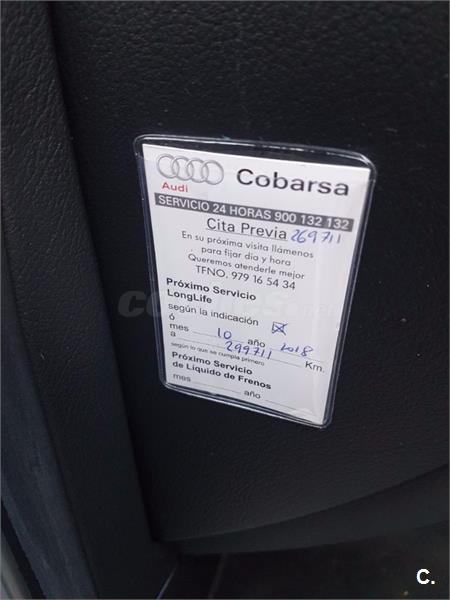 Audi Cobarsa
SERVICIO 24 HORAS 900 132 132
Cita Previa 269711
En su próxima visita llámenos
para fijar día y hora
Queremos atenderle mejor
TFNO. 979 16 54 34
Próximo Servicio
LongLife
según la indicación
ó
mes 10 año 2018
a 299711 Km.
según lo que se cumpla primero
Próximo Servicio
de Líquido de Frenos
mes año
C.